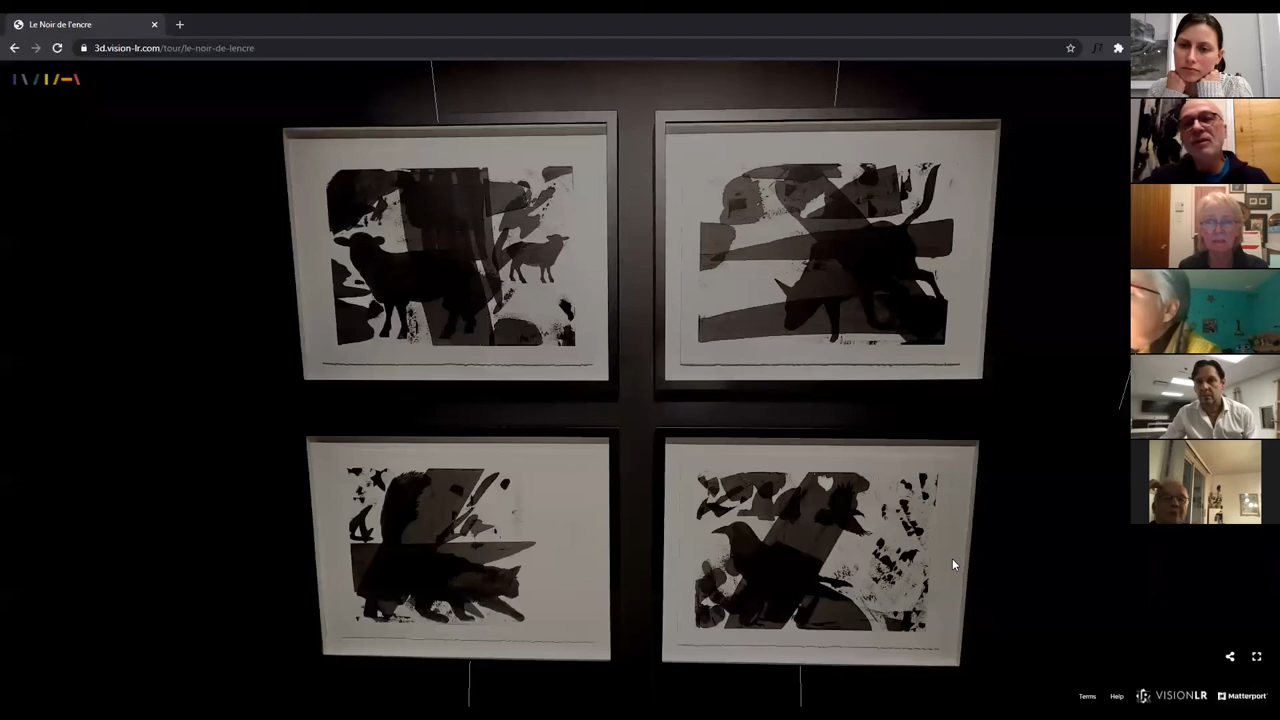 Le Noir de l'encre
3d.vision-lr.com/tour/le-noir-de-lencre
Terms
Help
VISIONLR
Matterport